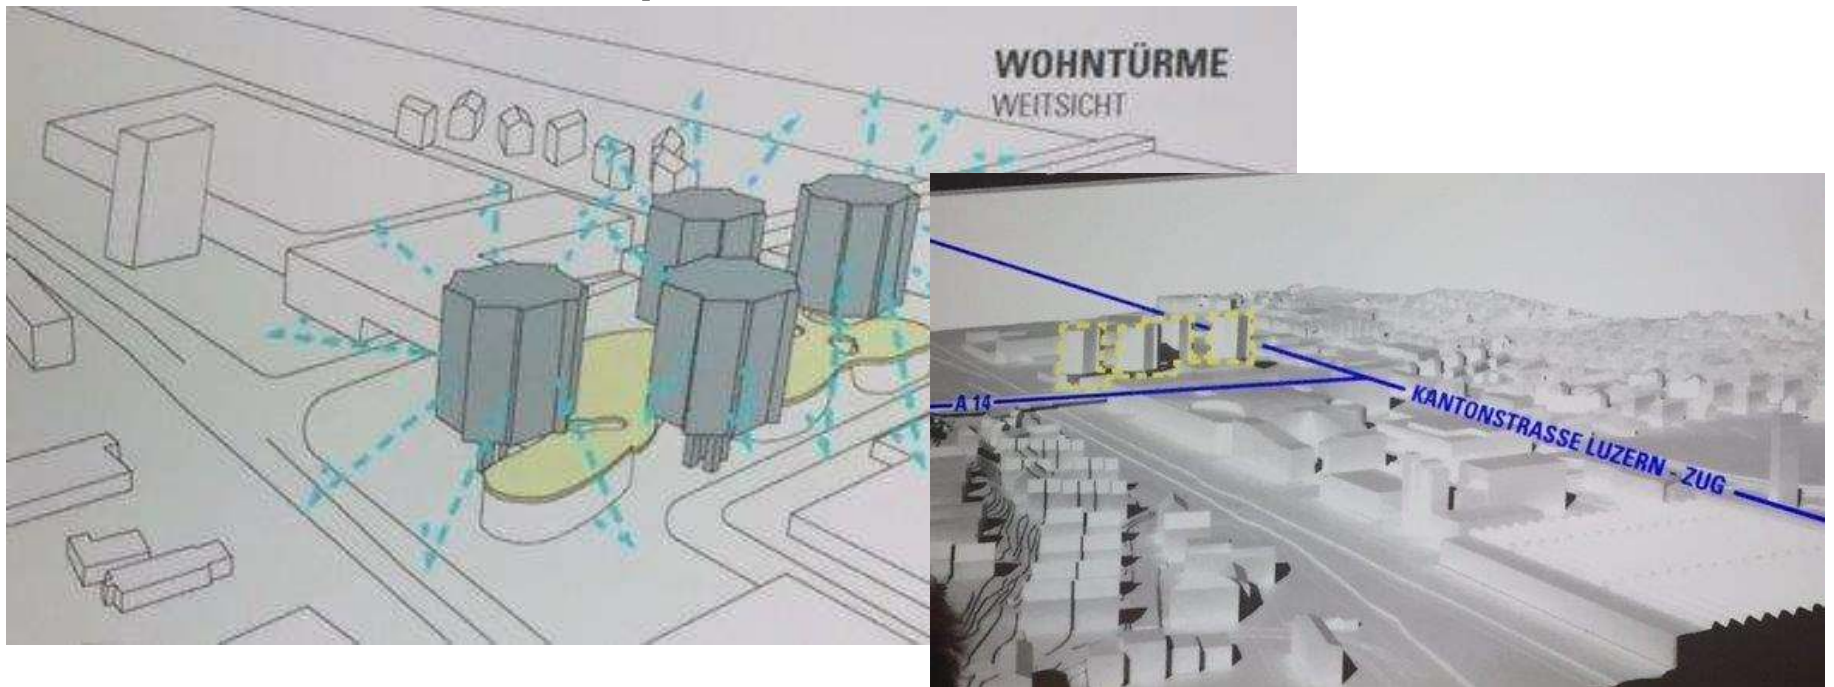 WOHNTÜRME
WEITSICHT
A 14
KANTONSTRASSE LUZERN - ZUG